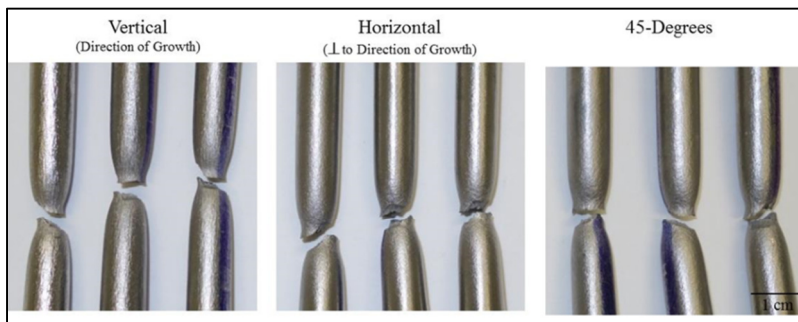 Vertical
(Direction of Growth)
Horizontal
(⊥ to Direction of Growth)
45-Degrees
1 cm